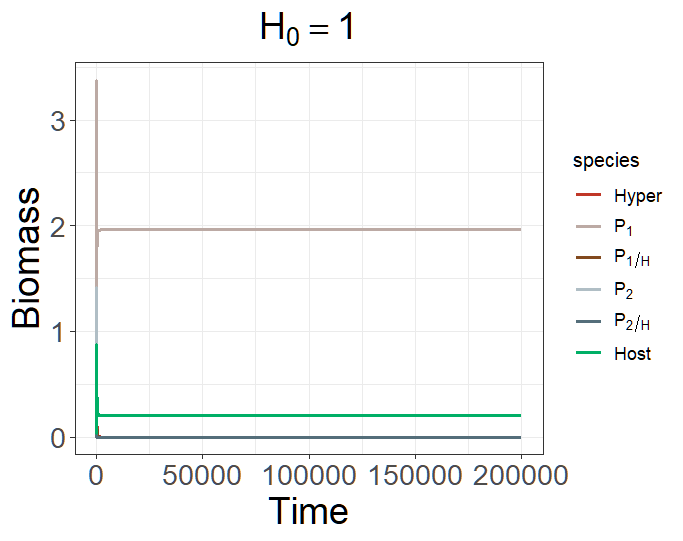 H₀ = 1
Biomass
3
2
1
0
0 50000 100000 150000 200000
Time
species
Hyper
P₁
P₁/H
P₂
P₂/H
Host